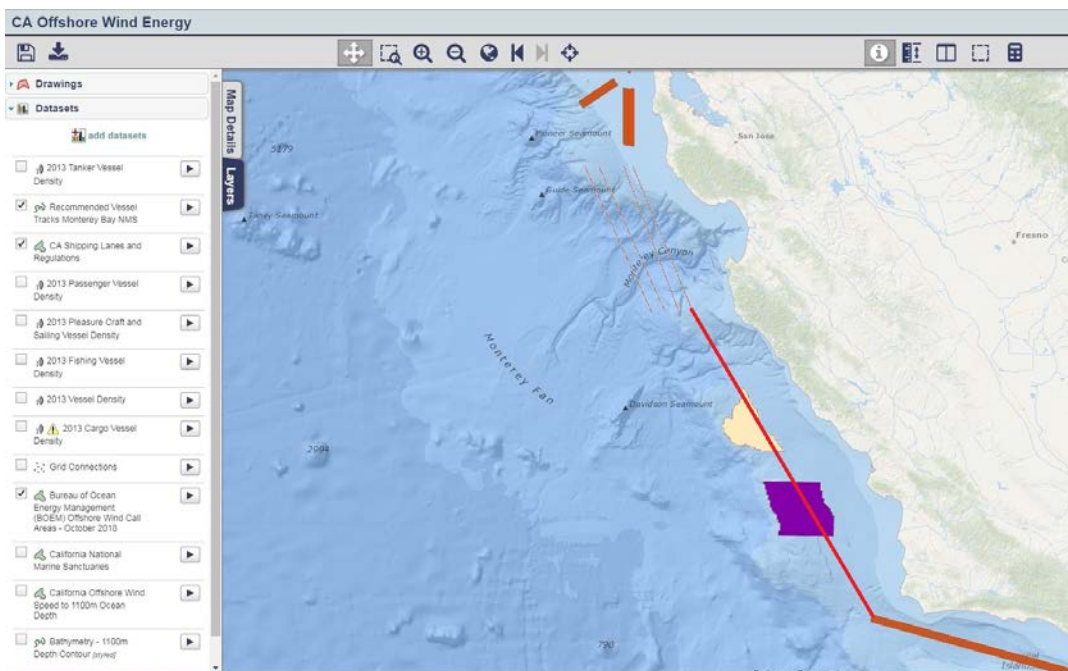 CA Offshore Wind Energy
Drawings
Datasets
add datasets
2013 Tanker Vessel
Density
Recommended Vessel
Tracks Monterey Bay NMS
CA Shipping Lanes and
Regulations
2013 Passenger Vessel
Density
2013 Pleasure Craft and
Sailing Vessel Density
2013 Fishing Vessel
Density
2013 Vessel Density
2013 Cargo Vessel
Density
Grid Connections
Bureau of Ocean
Energy Management
(BOEM) Offshore Wind Call
Areas - October 2018
California National
Marine Sanctuaries
California Offshore Wind
Speed to 1100m Ocean
Depth
Bathymetry - 1100m
Depth Contour [styled]
Map Details
Layers
Pioneer Seamount
San Jose
5179
Guide Seamount
Taney Seamount
Fresno
Monterey Canyon
Monterey Fan
Davidson Seamount
790